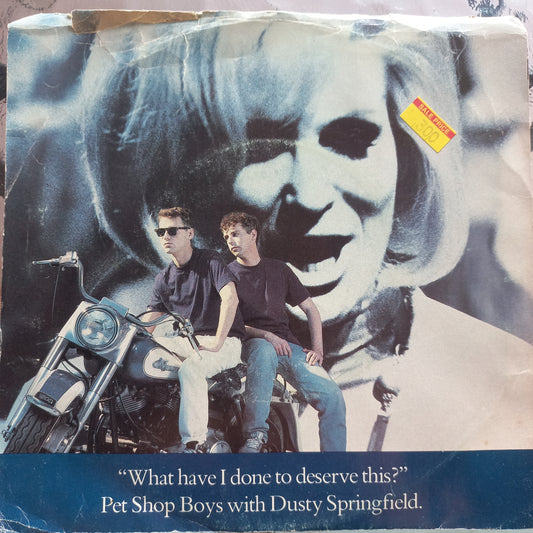 SALE PRICE
“What have I done to deserve this?”
Pet Shop Boys with Dusty Springfield.